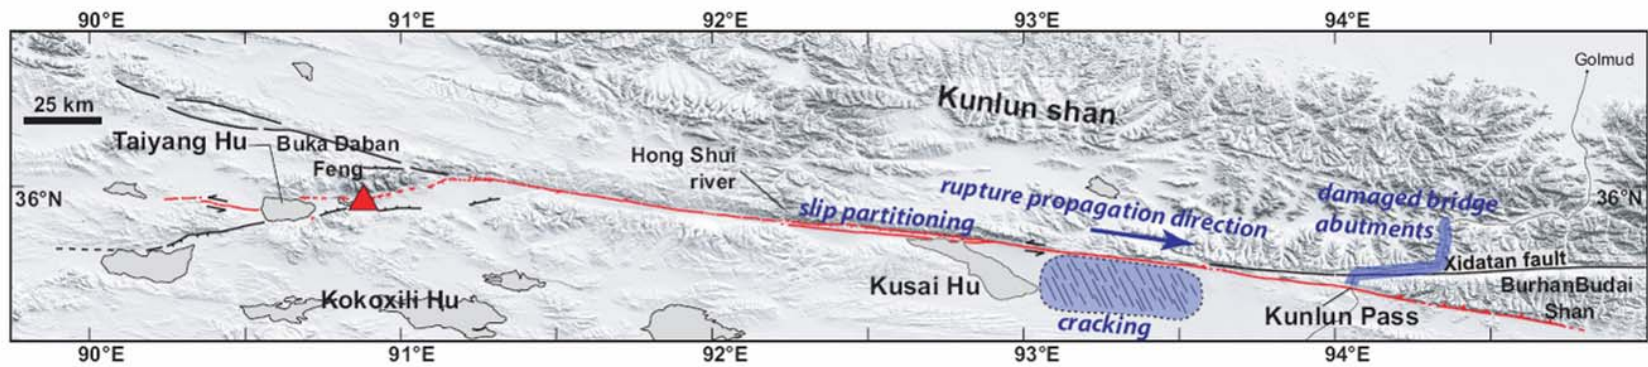 90°E 91°E 92°E 93°E 94°E
Golmud
25 km
Kunlun shan
Taiyang Hu
Buka Daban
Feng
Hong Shui
river
36°N
rupture propagation direction
damaged bridge
abutments
36°N
slip partitioning
Xidatan fault
Kusai Hu
BurhanBudai
Shan
Kokoxili Hu
cracking
Kunlun Pass
90°E 91°E 92°E 93°E 94°E